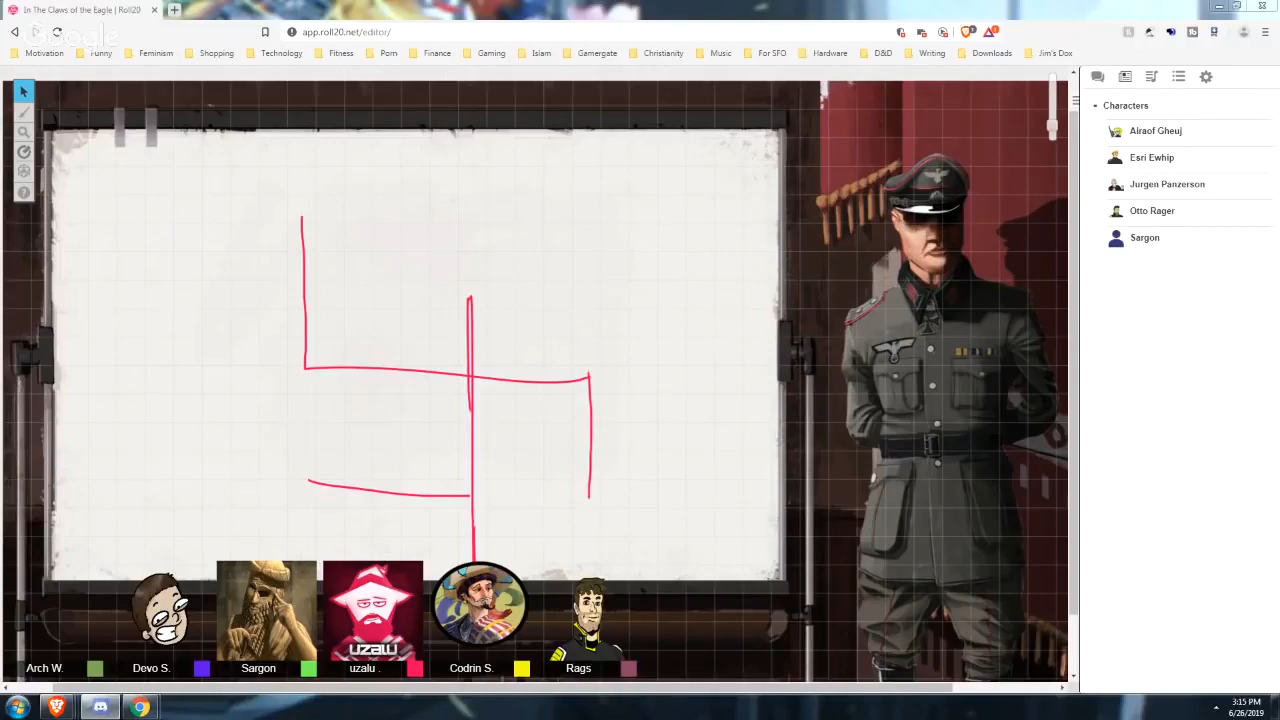 In The Claws of the Eagle | Roll20
Google
app.roll20.net/editor/
Motivation Funny Feminism Shopping Fitness Porn Finance Gaming Islam Gamergate Christianity Music For SFO Hardware D&D Writing Downloads Jim's Dox
Characters
Airaof Gheuj
Esri Ewhip
Jurgen Panzerson
Otto Rager
Sargon
UZALU
Arch W. Devo S. Sargon uzalu . Codrin S. Rags
3:15 PM
6/26/2019